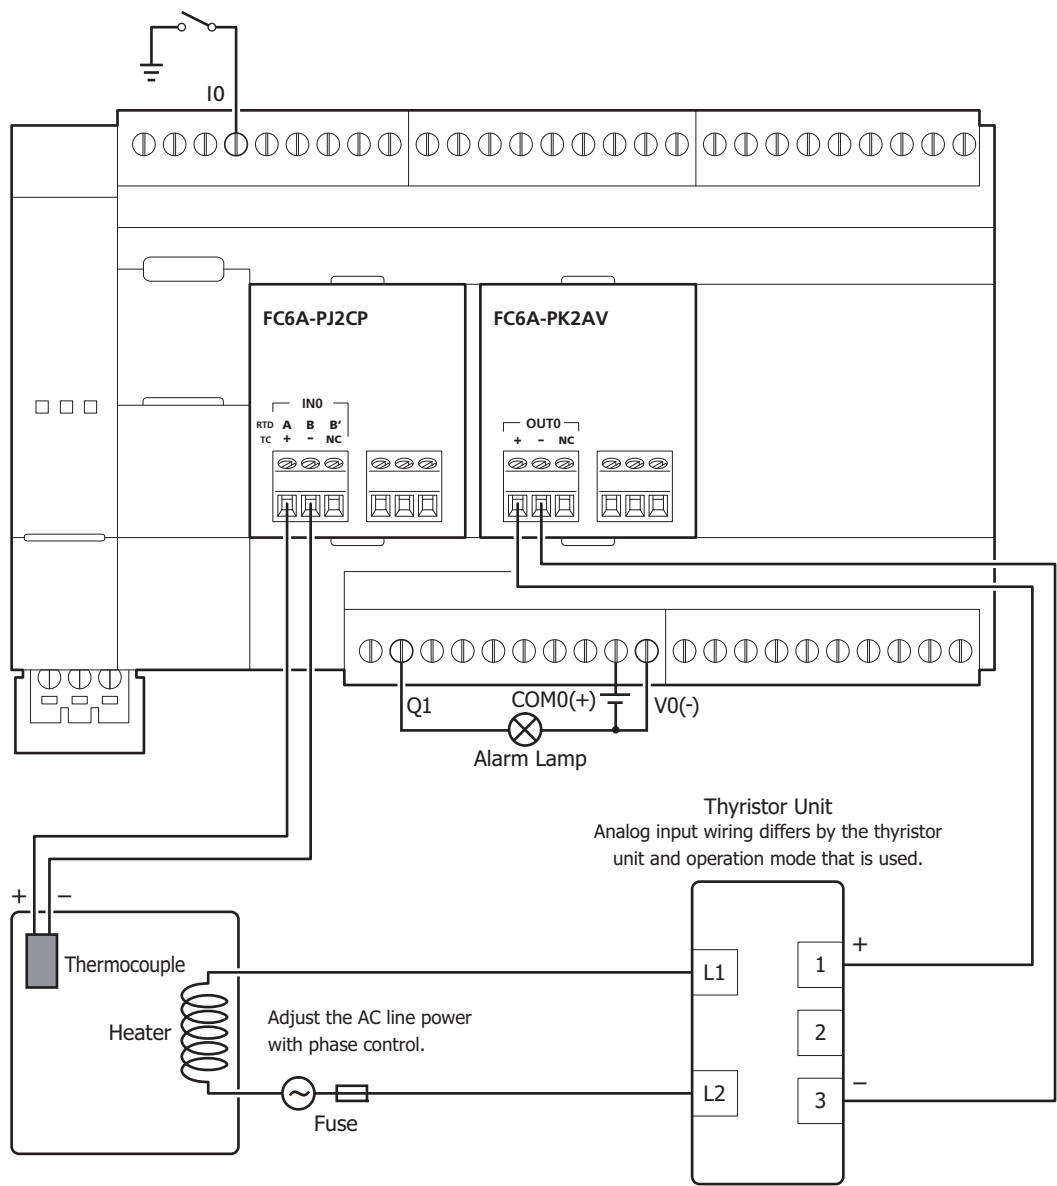 I0
FC6A-PJ2CP
FC6A-PK2AV
IN0
RTD A B B'
TC + − NC
OUT0
+ − NC
Q1
COM0(+)
V0(-)
Alarm Lamp
Thyristor Unit
Analog input wiring differs by the thyristor
unit and operation mode that is used.
+ −
Thermocouple
Heater
Adjust the AC line power
with phase control.
Fuse
L1
L2
1
2
3
+
−